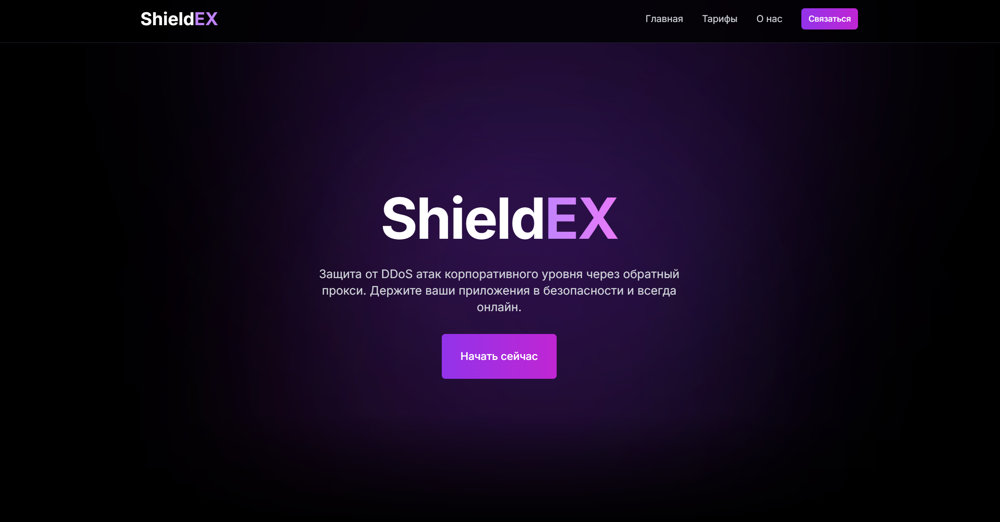 ShieldEX
Главная
Тарифы
О нас
Связаться
ShieldEX
Защита от DDoS атак корпоративного уровня через обратный
прокси. Держите ваши приложения в безопасности и всегда
онлайн.
Начать сейчас